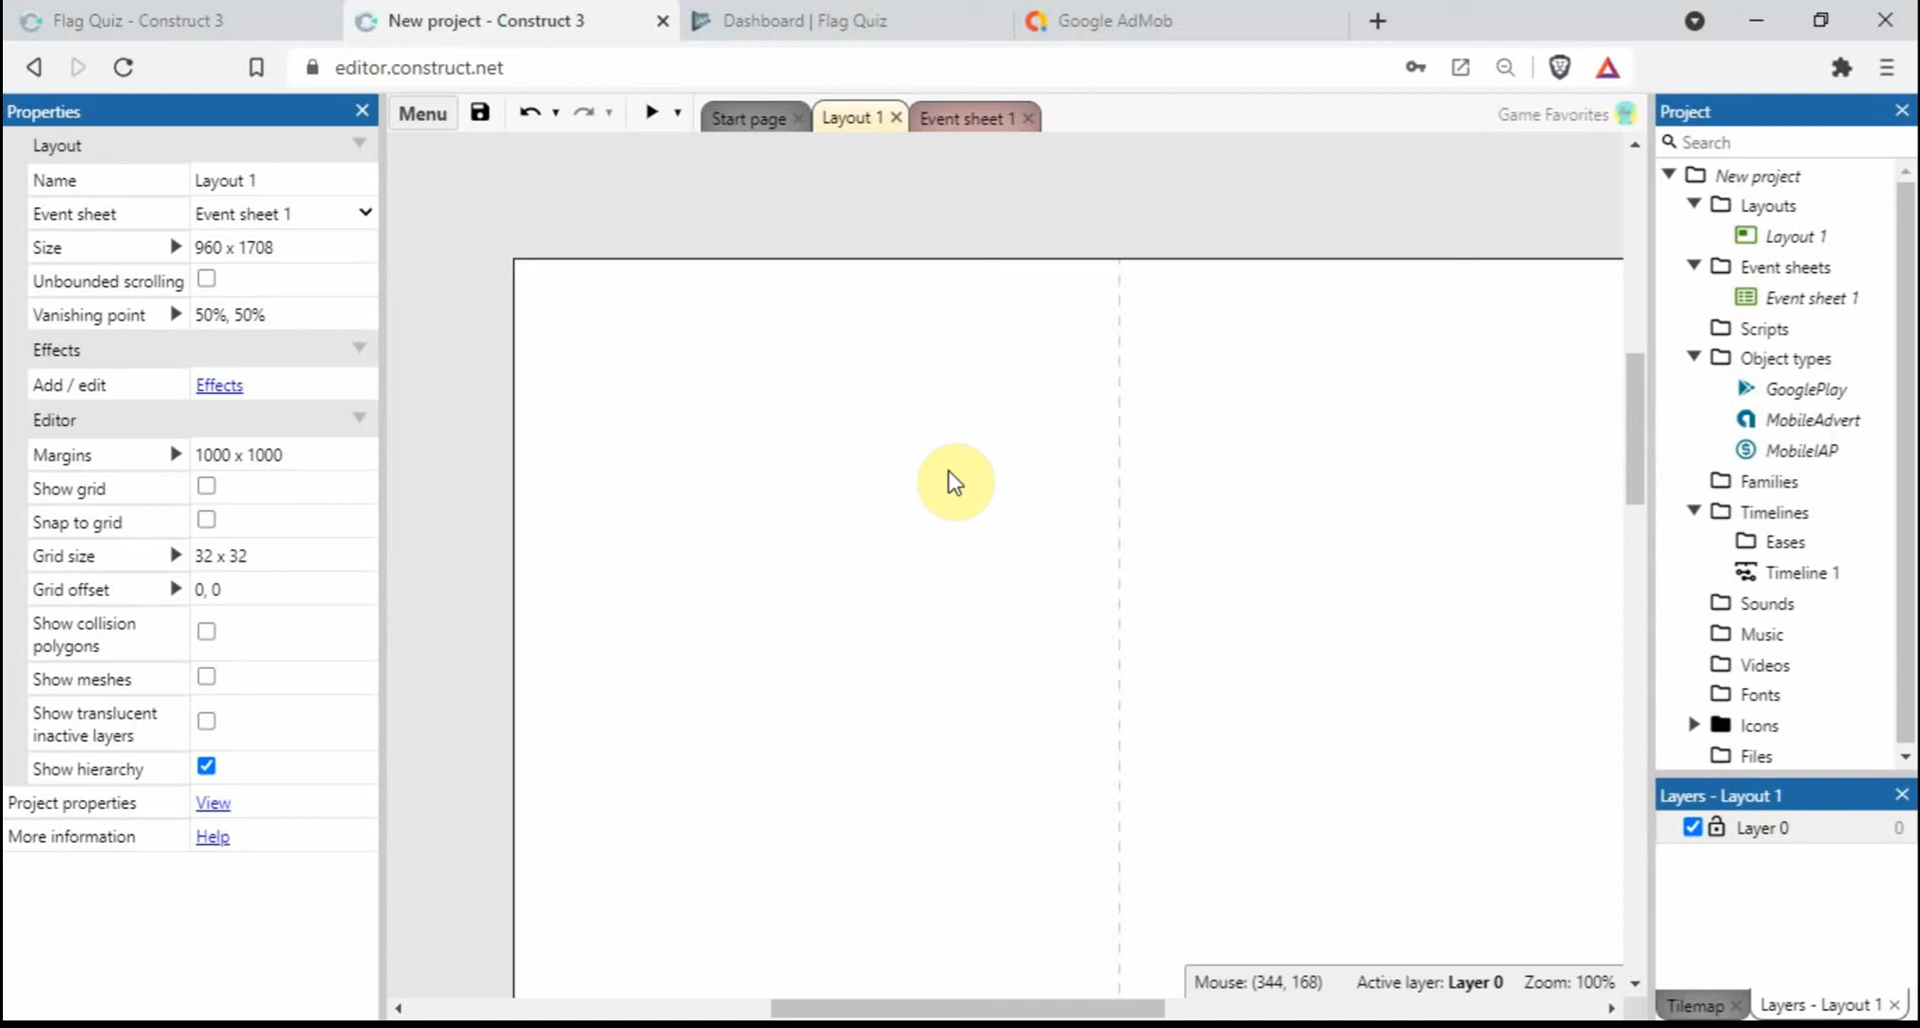 Flag Quiz - Construct 3
New project - Construct 3
Dashboard | Flag Quiz
Google AdMob
editor.construct.net
Properties
Menu
Start page
Layout 1
Event sheet 1
Game Favorites
Layout
Name Layout 1
Event sheet Event sheet 1
Size 960 x 1708
Unbounded scrolling
Vanishing point 50%, 50%
Effects
Add / edit Effects
Editor
Margins 1000 x 1000
Show grid
Snap to grid
Grid size 32 x 32
Grid offset 0, 0
Show collision
polygons
Show meshes
Show translucent
inactive layers
Show hierarchy
Project properties View
More information Help
Mouse: (344, 168) Active layer: Layer 0 Zoom: 100%
Project
Search
New project
Layouts
Layout 1
Event sheets
Event sheet 1
Scripts
Object types
GooglePlay
MobileAdvert
MobileIAP
Families
Timelines
Eases
Timeline 1
Sounds
Music
Videos
Fonts
Icons
Files
Layers - Layout 1
Layer 0 0
Tilemap
Layers - Layout 1